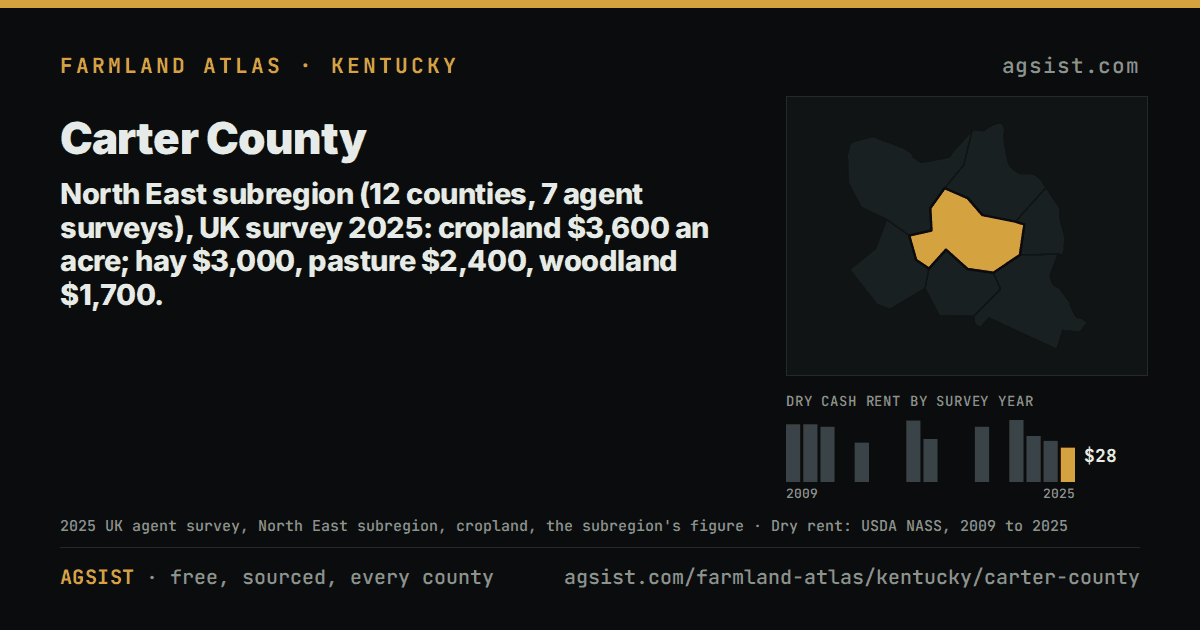 FARMLAND ATLAS · KENTUCKY
agsist.com
Carter County
North East subregion (12 counties, 7 agent
surveys), UK survey 2025: cropland $3,600 an
acre; hay $3,000, pasture $2,400, woodland
$1,700.
DRY CASH RENT BY SURVEY YEAR
$28
2009
2025
2025 UK agent survey, North East subregion, cropland, the subregion's figure · Dry rent: USDA NASS, 2009 to 2025
AGSIST · free, sourced, every county
agsist.com/farmland-atlas/kentucky/carter-county